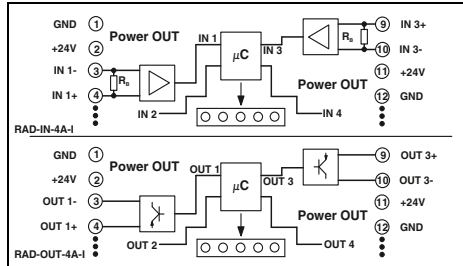 GND 1 Power OUT IN 1 µC IN 3 9 IN 3+
+24V 2 R_B 10 IN 3-
IN 1- 3 R_B Power OUT 11 +24V
IN 1+ 4 IN 2 IN 4 12 GND
RAD-IN-4A-I
GND 1 Power OUT OUT 1 µC OUT 3 9 OUT 3+
+24V 2 10 OUT 3-
OUT 1- 3 Power OUT 11 +24V
OUT 1+ 4 OUT 2 OUT 4 12 GND
RAD-OUT-4A-I